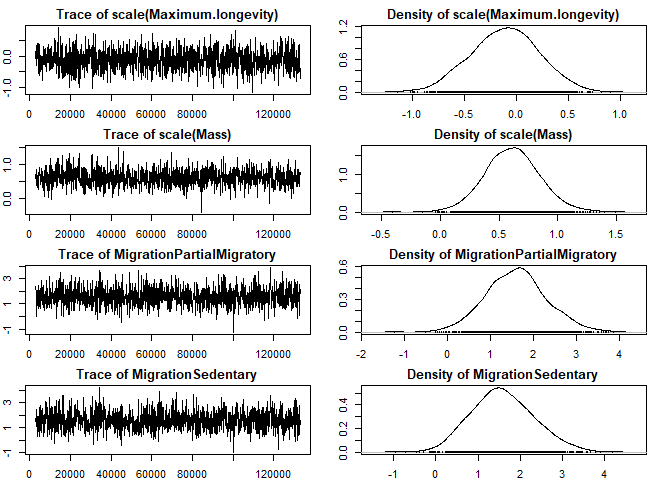 Trace of scale(Maximum.longevity)
-1.0 0.0
0 20000 40000 60000 80000 120000
Density of scale(Maximum.longevity)
0.0 0.6 1.2
-1.0 -0.5 0.0 0.5 1.0
Trace of scale(Mass)
0.0 1.0
0 20000 40000 60000 80000 120000
Density of scale(Mass)
0.0 1.0
-0.5 0.0 0.5 1.0 1.5
Trace of MigrationPartialMigratory
-1 1 3
0 20000 40000 60000 80000 120000
Density of MigrationPartialMigratory
0.0 0.3 0.6
-2 -1 0 1 2 3 4
Trace of MigrationSedentary
-1 1 3
0 20000 40000 60000 80000 120000
Density of MigrationSedentary
0.0 0.2 0.4
-1 0 1 2 3 4